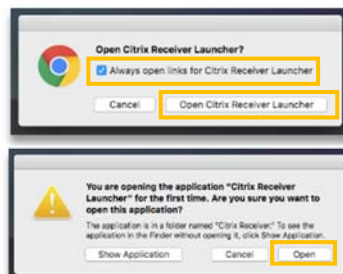 Open Citrix Receiver Launcher?
Always open links for Citrix Receiver Launcher
Cancel
Open Citrix Receiver Launcher
You are opening the application “Citrix Receiver
Launcher” for the first time. Are you sure you want to
open this application?
The application is in a folder named “Citrix Receiver.” To see the
application in the Finder without opening it, click Show Application.
Show Application
Cancel
Open